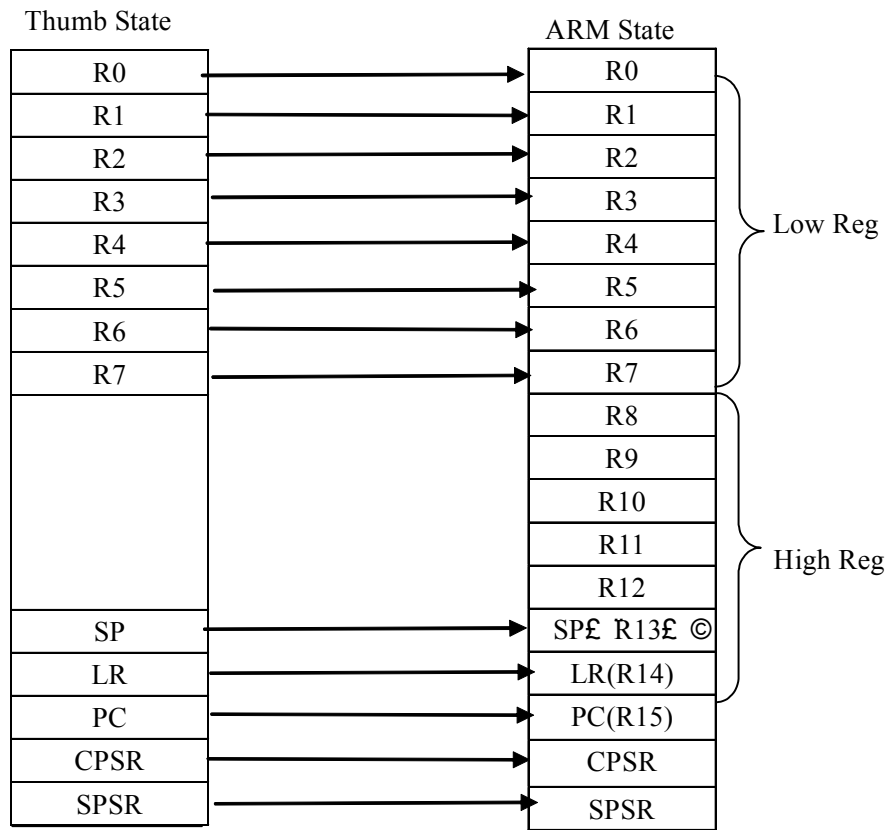 Thumb State
ARM State
R0
R0
R1
R1
R2
R2
R3
R3
R4
R4
Low Reg
R5
R5
R6
R6
R7
R7
R8
R9
R10
R11
High Reg
R12
SP
SP£ R13£ ©
LR
LR(R14)
PC
PC(R15)
CPSR
CPSR
SPSR
SPSR